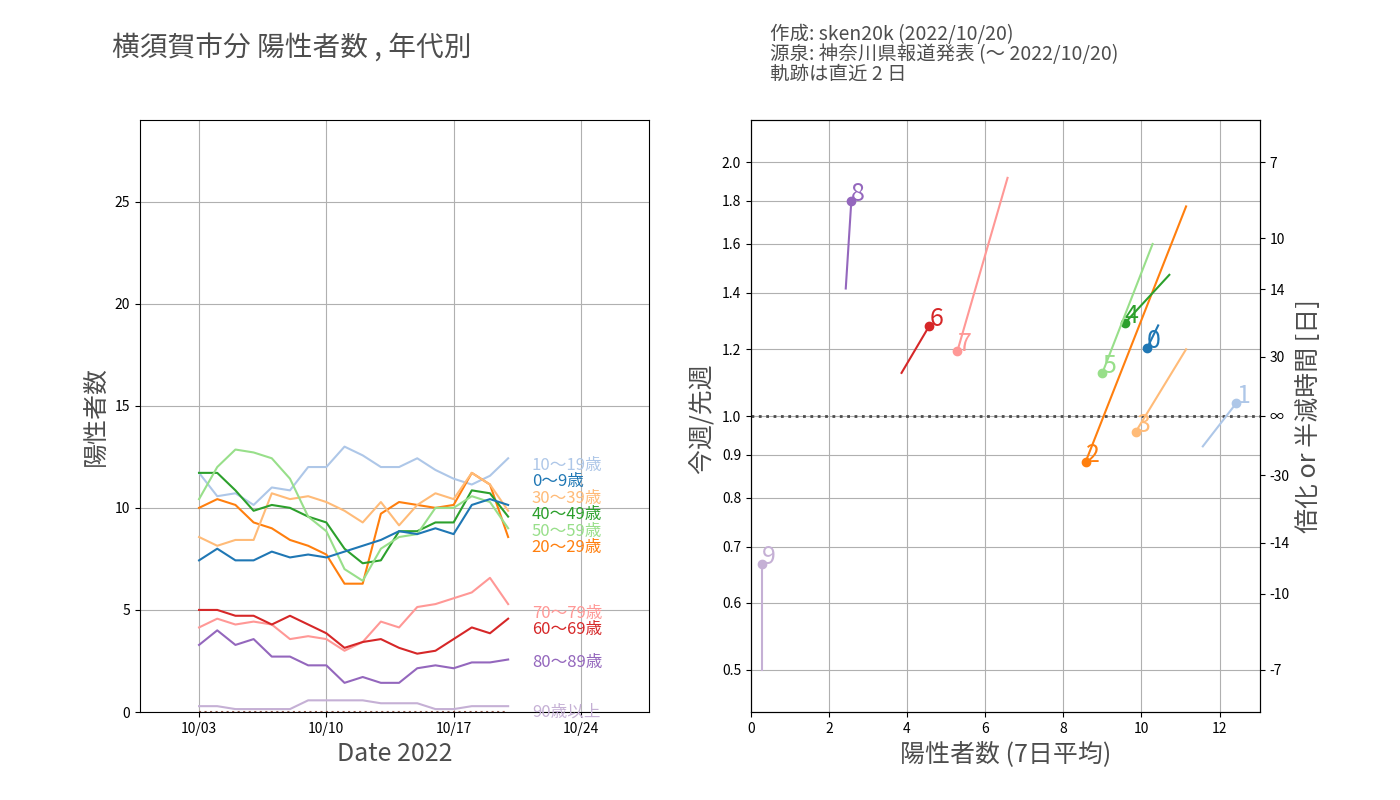 横須賀市分 陽性者数 , 年代別
作成: sken20k (2022/10/20)
源泉: 神奈川県報道発表 (〜 2022/10/20)
軌跡は直近 2 日
陽性者数
25
20
15
10
5
0
10/03
10/10
10/17
10/24
Date 2022
10〜19歳
0〜9歳
30〜39歳
40〜49歳
50〜59歳
20〜29歳
70〜79歳
60〜69歳
80〜89歳
90歳以上
今週/先週
2.0
1.8
1.6
1.4
1.2
1.0
0.9
0.8
0.7
0.6
0.5
8
6
7
4
0
5
1
3
2
9
0
2
4
6
8
10
12
陽性者数 (7日平均)
7
10
14
30
∞
-30
-14
-10
-7
倍化 or 半減時間 [日]